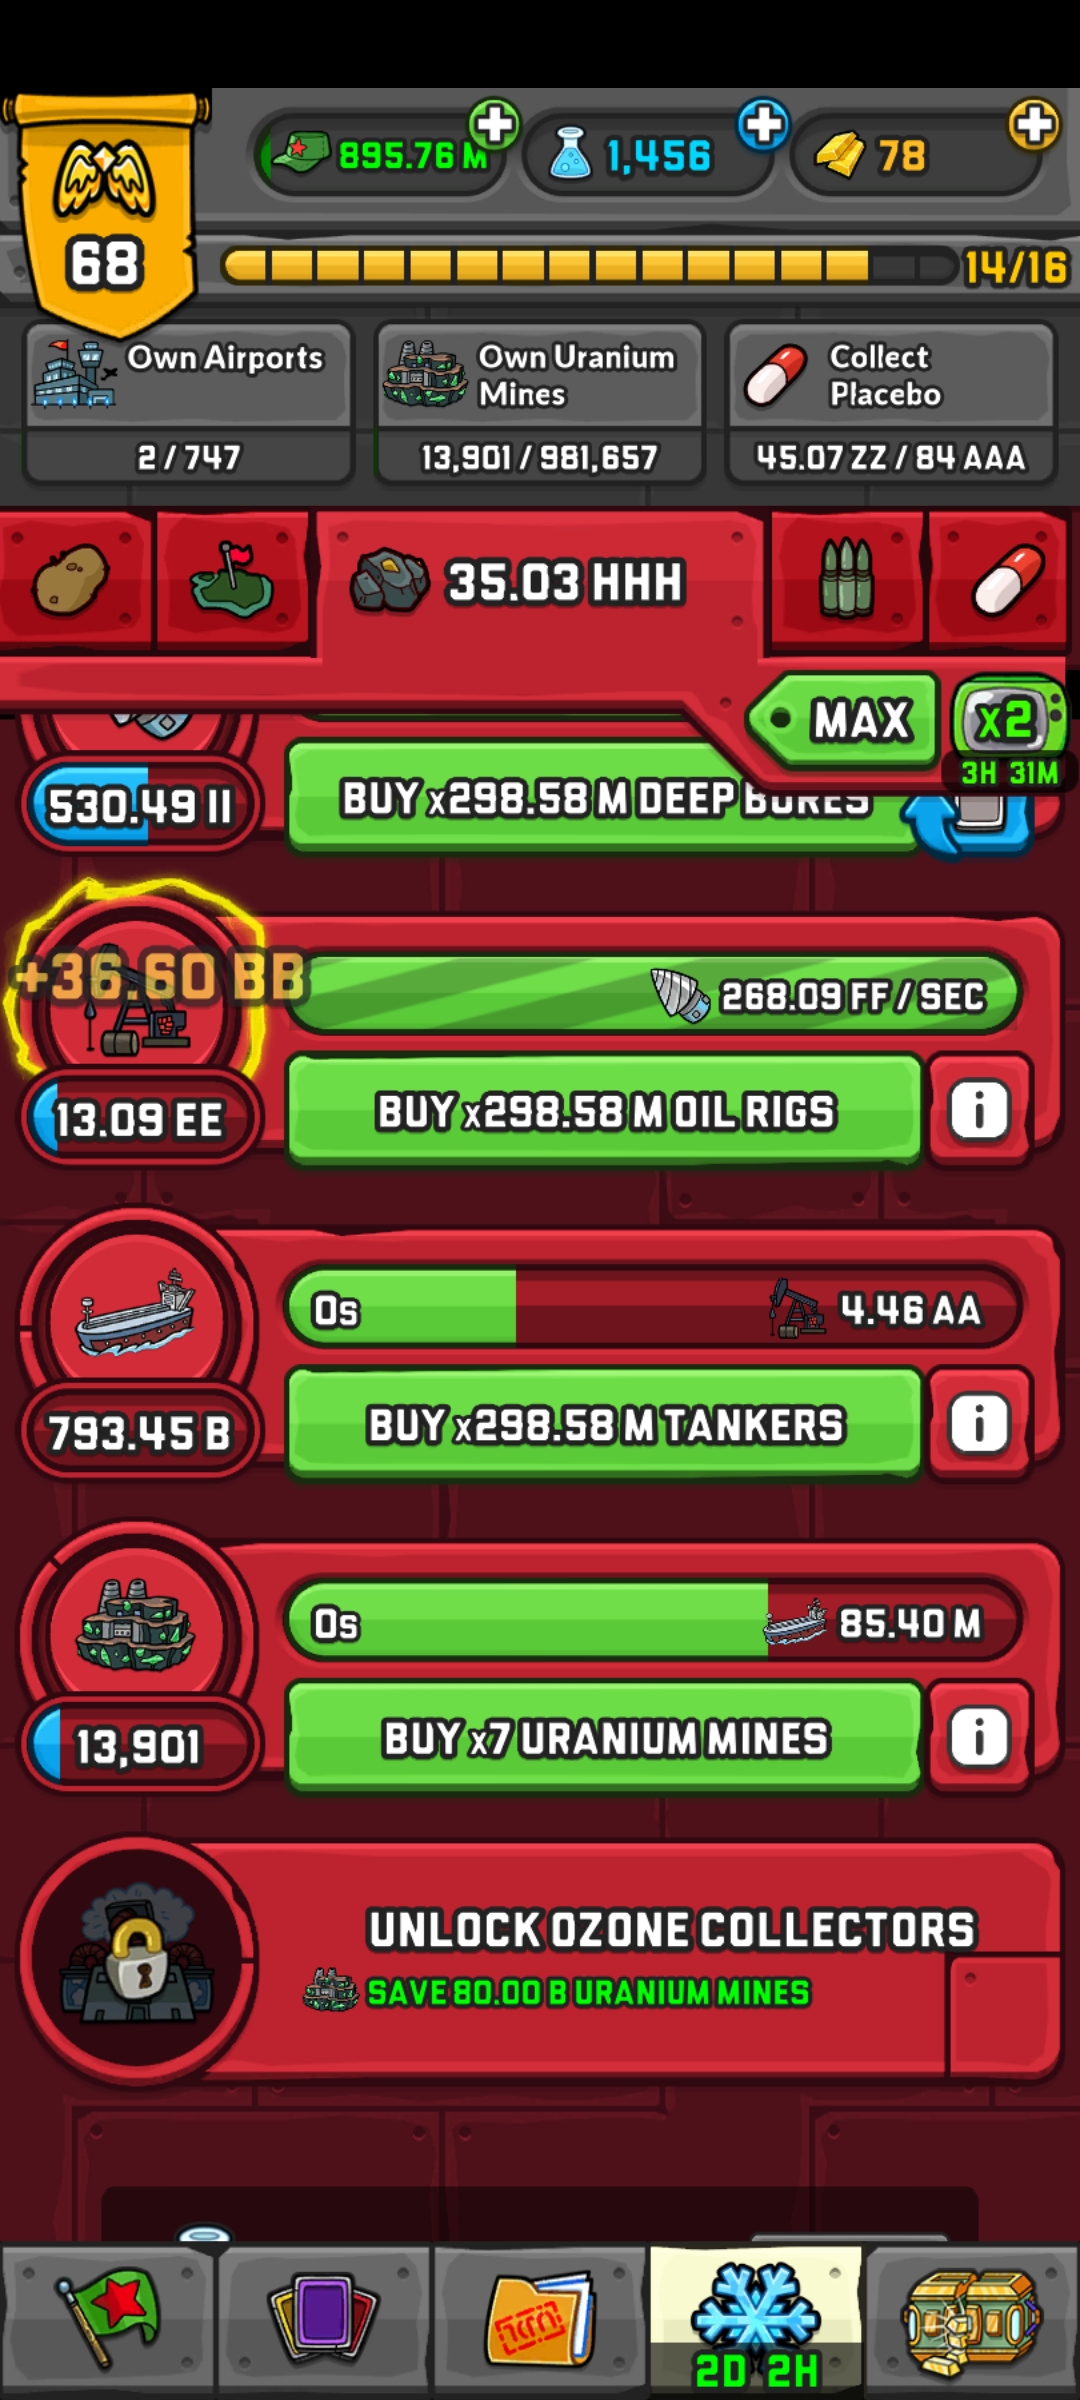 895.76 M
1,456
78
68
14/16
Own Airports
2 / 747
Own Uranium
Mines
13,901 / 981,657
Collect
Placebo
45.07 ZZ / 84 AAA
35.03 HHH
MAX
x2
3H 31M
530.49 II
BUY x298.58 M DEEP BORES
+36.60 BB
268.09 FF / SEC
13.09 EE
BUY x298.58 M OIL RIGS
i
0s
4.46 AA
793.45 B
BUY x298.58 M TANKERS
i
0s
85.40 M
13,901
BUY x7 URANIUM MINES
i
UNLOCK OZONE COLLECTORS
SAVE 80.00 B URANIUM MINES
2D 2H